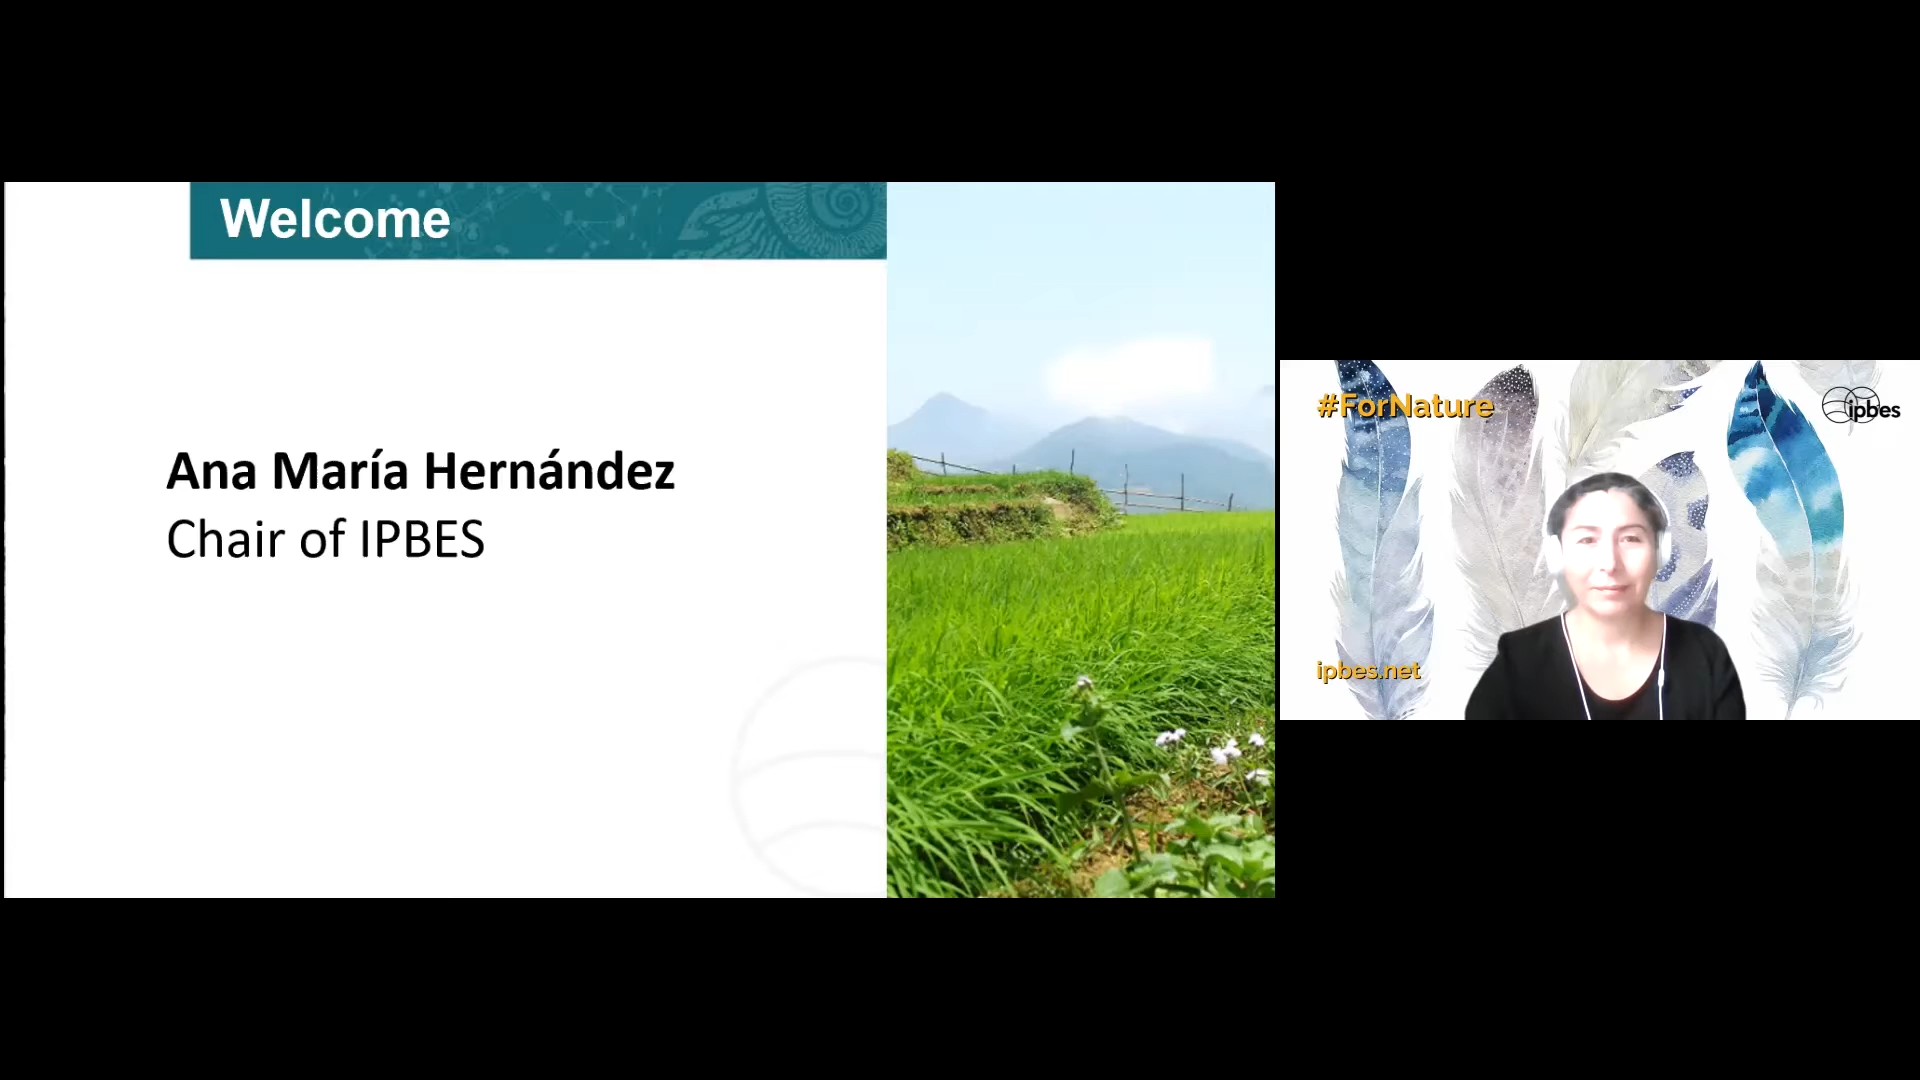 Welcome
Ana María Hernández
Chair of IPBES
#ForNature
ipbes
ipbes.net